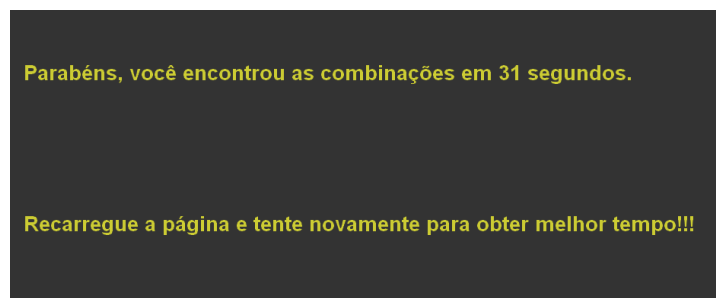 Parabéns, você encontrou as combinações em 31 segundos.
Recarregue a página e tente novamente para obter melhor tempo!!!